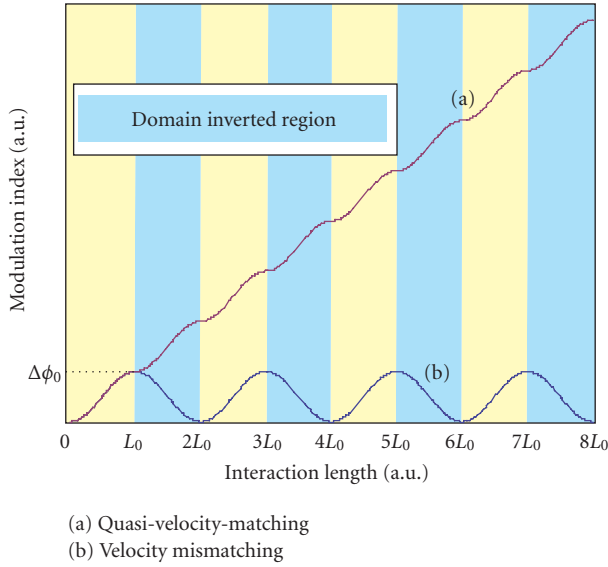 Modulation index (a.u.)
Domain inverted region
(a)
(b)
Δϕ₀
0 L₀ 2L₀ 3L₀ 4L₀ 5L₀ 6L₀ 7L₀ 8L₀
Interaction length (a.u.)
(a) Quasi-velocity-matching
(b) Velocity mismatching